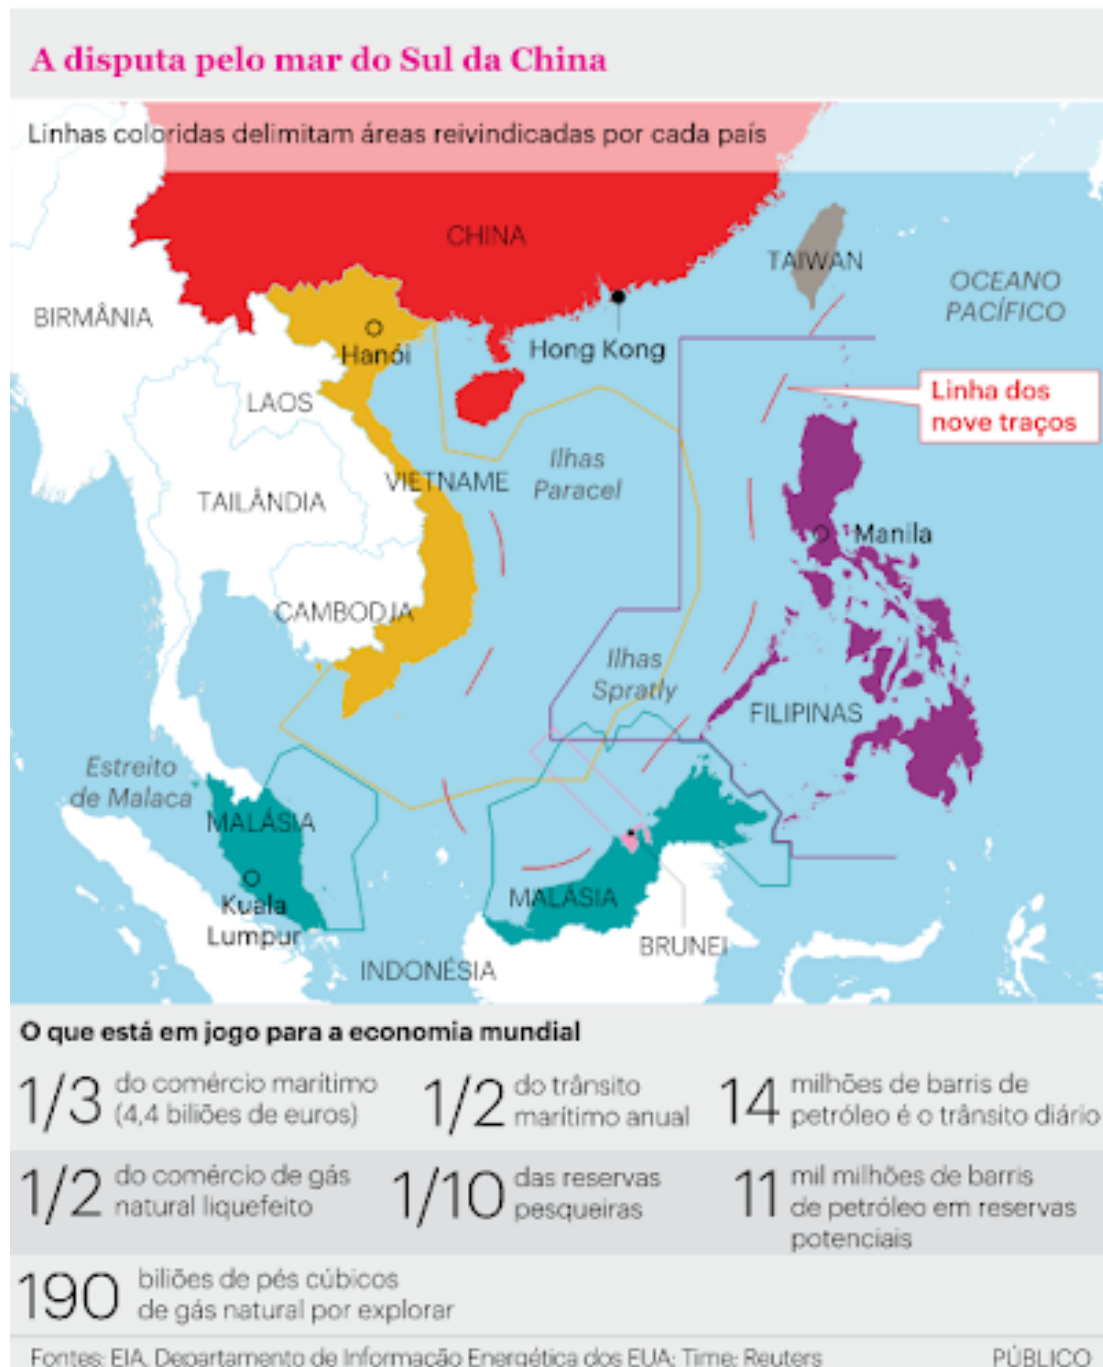 A disputa pelo mar do Sul da China
Linhas coloridas delimitam áreas reivindicadas por cada país
CHINA
TAIWAN
OCEANO
PACÍFICO
BIRMÂNIA
Hanói
Hong Kong
Linha dos
nove traços
LAOS
Ilhas
Paracel
VIETNAME
TAILÂNDIA
Manila
CAMBODJA
Ilhas
Spratly
FILIPINAS
Estreito
de Malaca
MALÁSIA
Kuala
Lumpur
MALÁSIA
BRUNEI
INDONÉSIA
O que está em jogo para a economia mundial
1/3 do comércio marítimo
(4,4 biliões de euros)
1/2 do trânsito
marítimo anual
14 milhões de barris de
petróleo é o trânsito diário
1/2 do comércio de gás
natural liquefeito
1/10 das reservas
pesqueiras
11 mil milhões de barris
de petróleo em reservas
potenciais
190 biliões de pés cúbicos
de gás natural por explorar
Fontes: EIA, Departamento de Informação Energética dos EUA; Time; Reuters
PÚBLICO